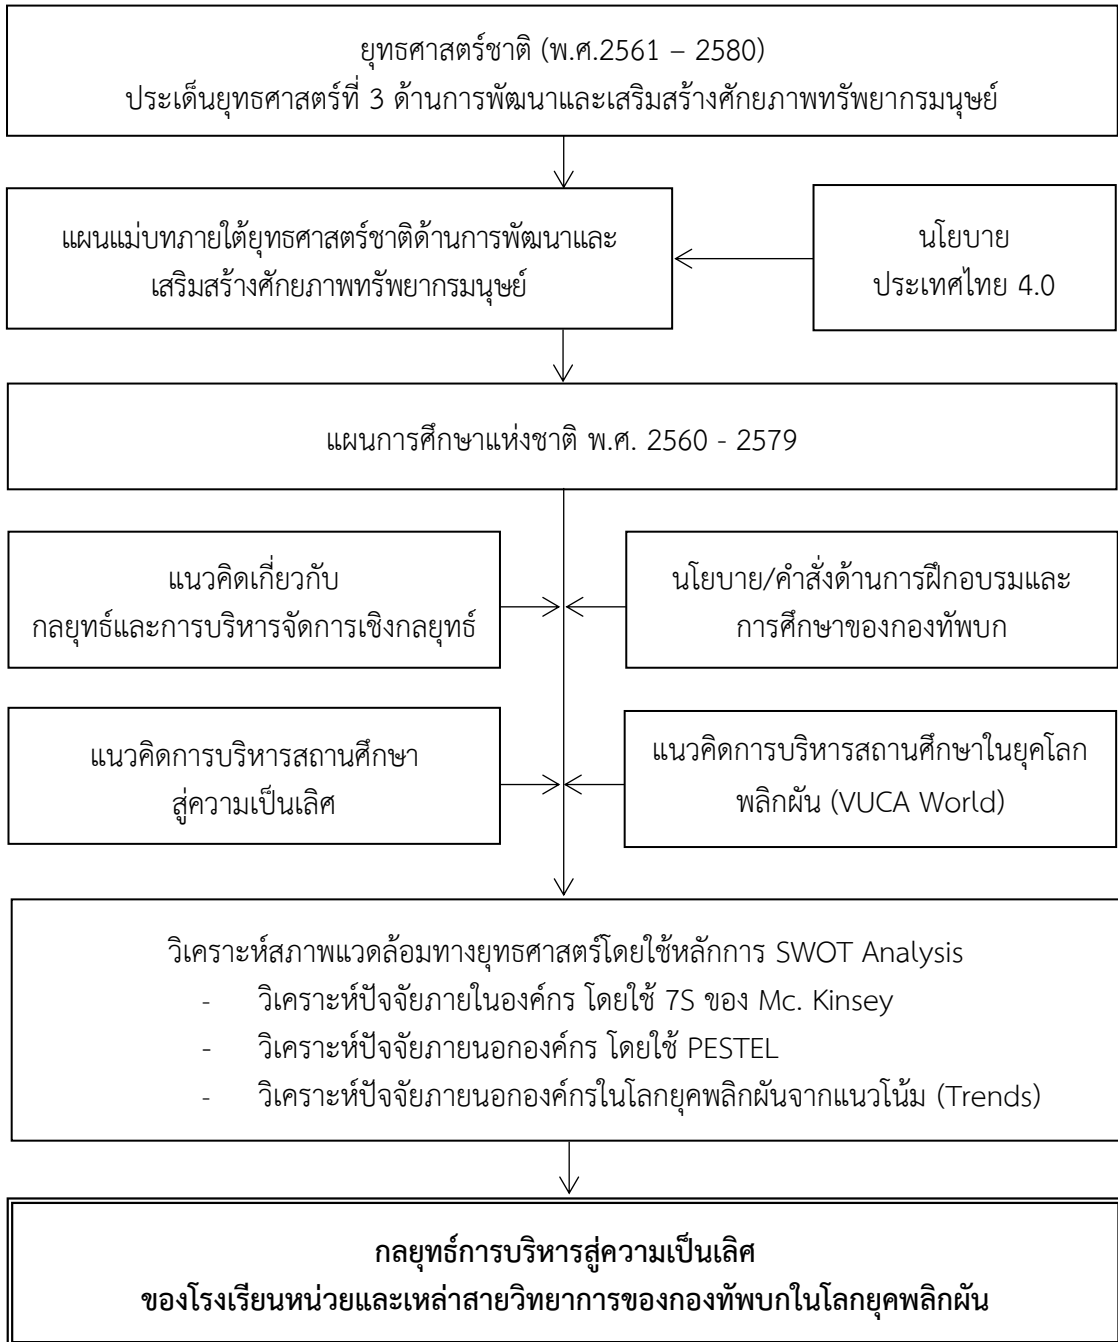 ยุทธศาสตร์ชาติ (พ.ศ.2561 – 2580)
ประเด็นยุทธศาสตร์ที่ 3 ด้านการพัฒนาและเสริมสร้างศักยภาพทรัพยากรมนุษย์
แผนแม่บทภายใต้ยุทธศาสตร์ชาติด้านการพัฒนาและ
เสริมสร้างศักยภาพทรัพยากรมนุษย์
นโยบาย
ประเทศไทย 4.0
แผนการศึกษาแห่งชาติ พ.ศ. 2560 - 2579
แนวคิดเกี่ยวกับ
กลยุทธ์และการบริหารจัดการเชิงกลยุทธ์
นโยบาย/คำสั่งด้านการฝึกอบรมและ
การศึกษาของกองทัพบก
แนวคิดการบริหารสถานศึกษา
สู่ความเป็นเลิศ
แนวคิดการบริหารสถานศึกษาในยุคโลก
พลิกผัน (VUCA World)
วิเคราะห์สภาพแวดล้อมทางยุทธศาสตร์โดยใช้หลักการ SWOT Analysis
- วิเคราะห์ปัจจัยภายในองค์กร โดยใช้ 7S ของ Mc. Kinsey
- วิเคราะห์ปัจจัยภายนอกองค์กร โดยใช้ PESTEL
- วิเคราะห์ปัจจัยภายนอกองค์กรในโลกยุคพลิกผันจากแนวโน้ม (Trends)
กลยุทธ์การบริหารสู่ความเป็นเลิศ
ของโรงเรียนหน่วยและเหล่าสายวิทยาการของกองทัพบกในโลกยุคพลิกผัน